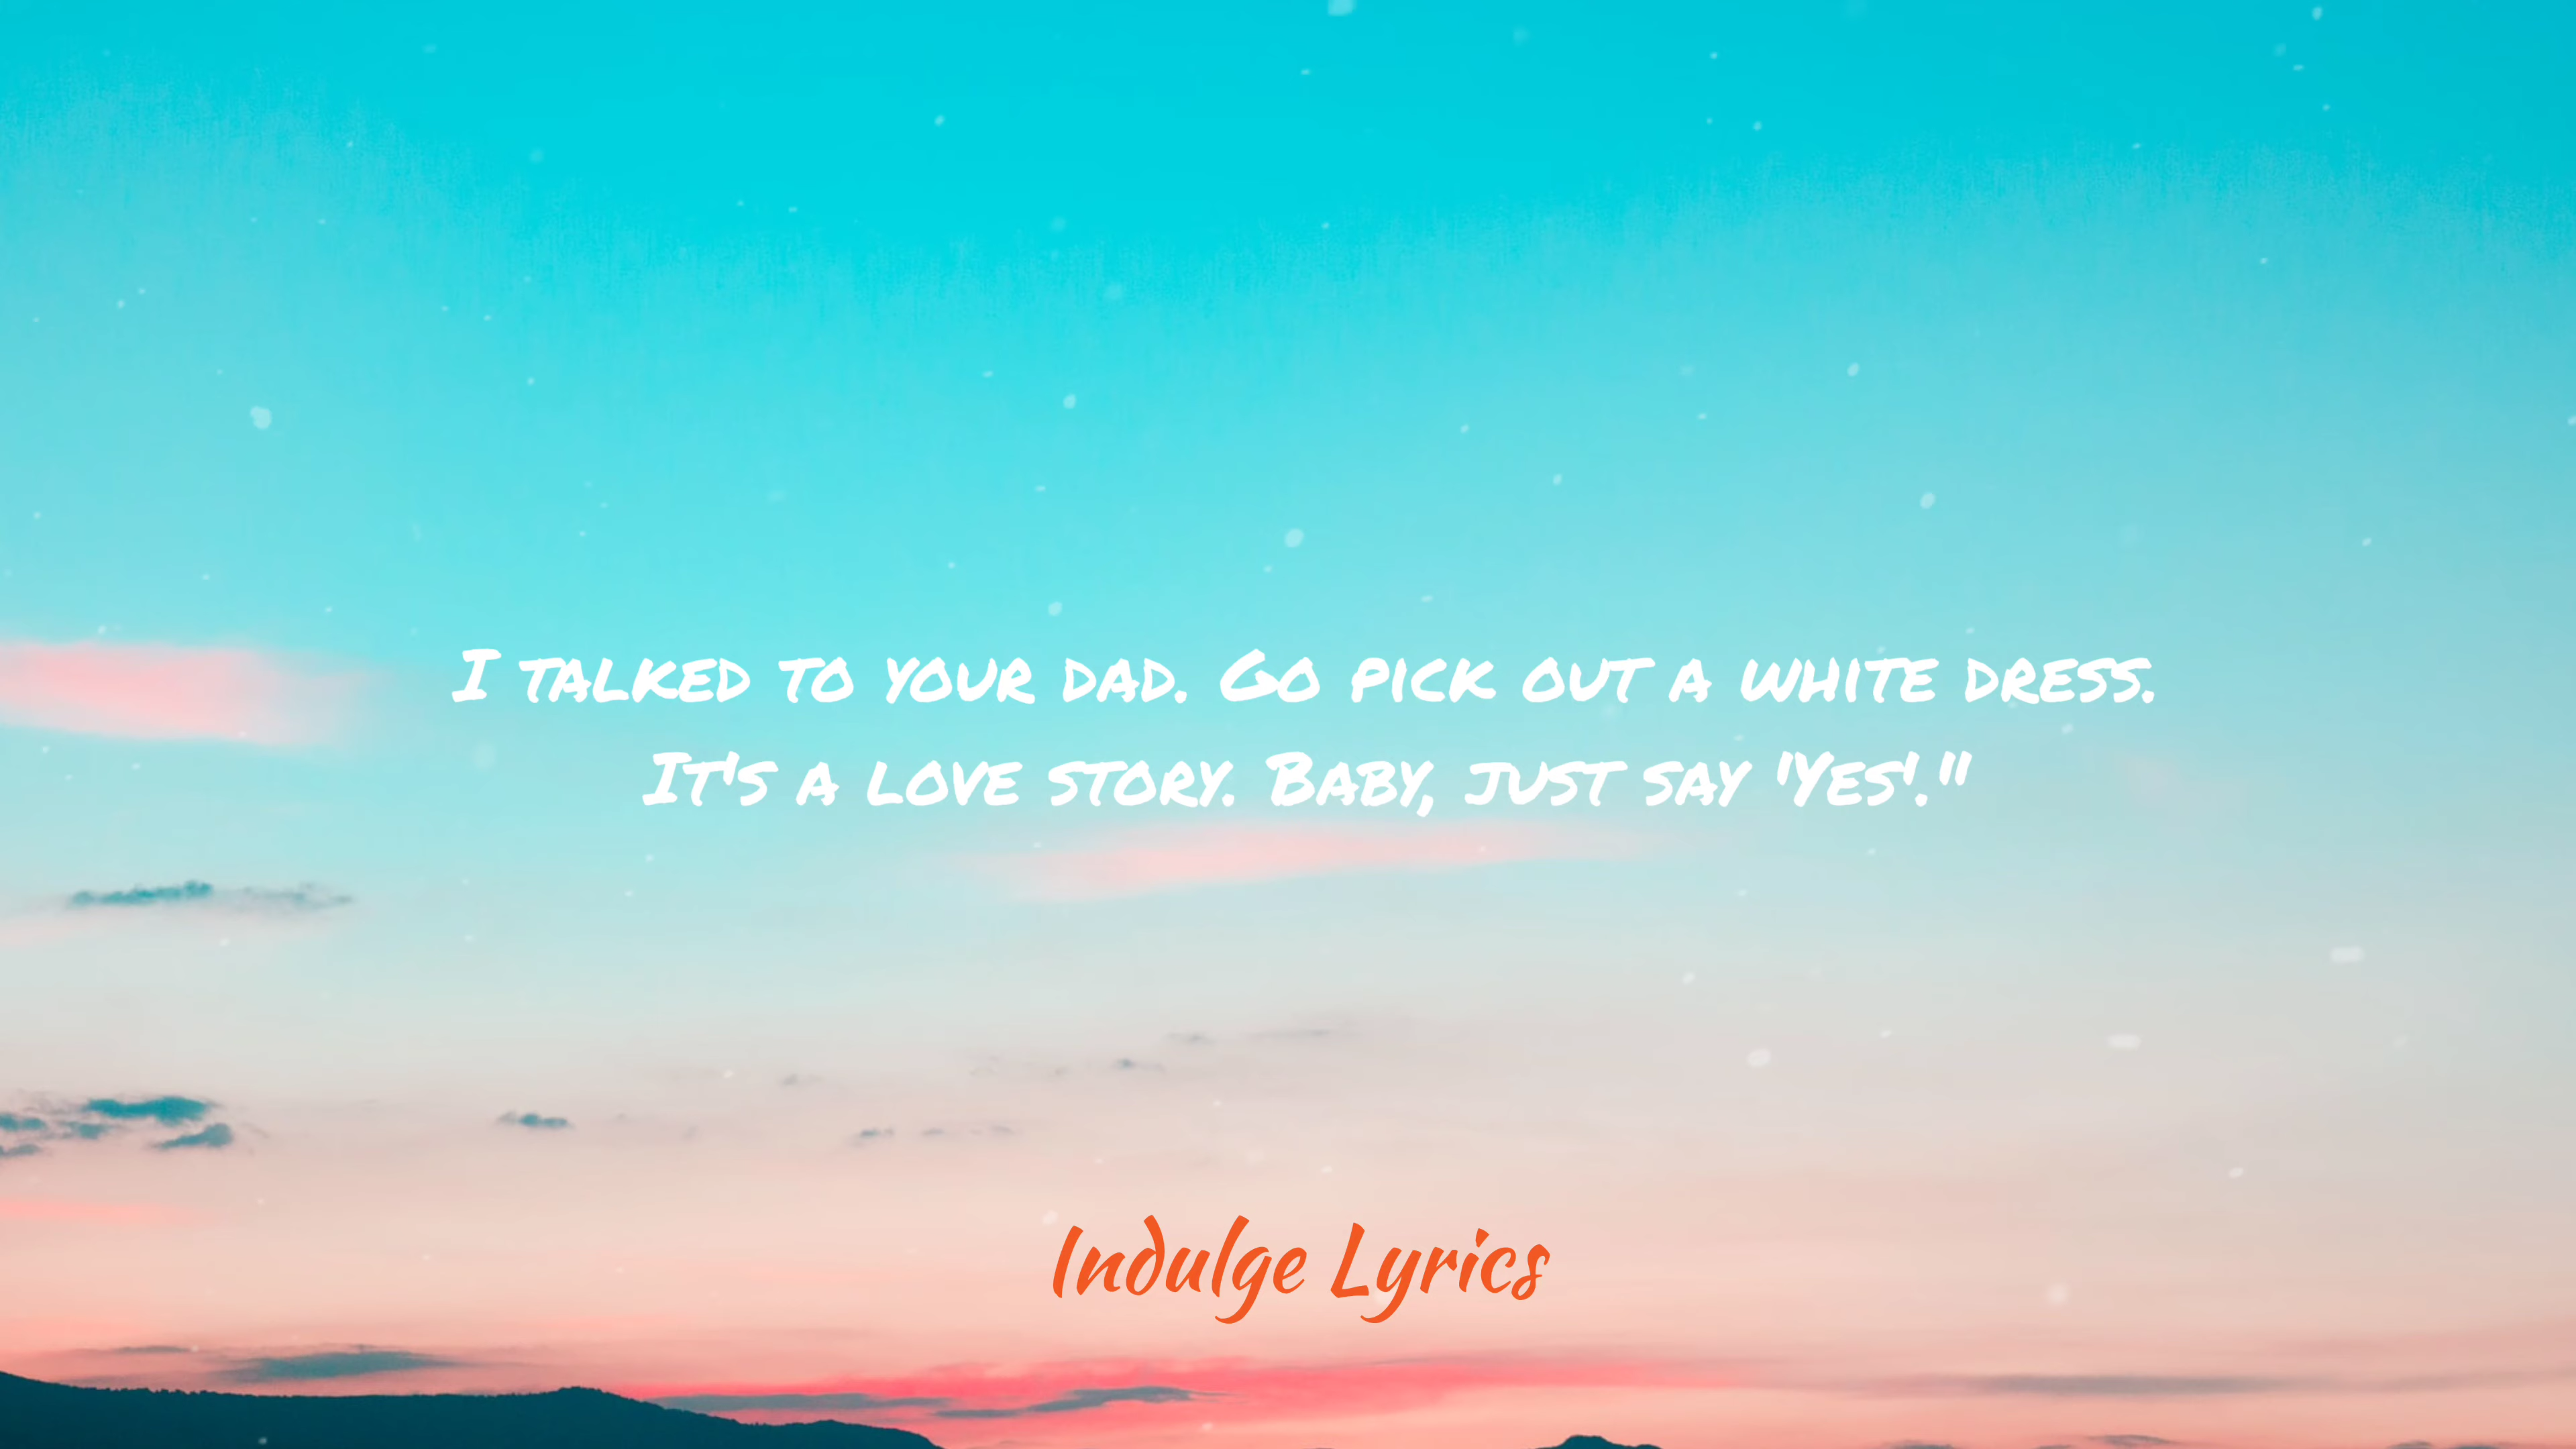 I talked to your dad. Go pick out a white dress.
It's a love story. Baby, just say 'Yes'."
Indulge Lyrics